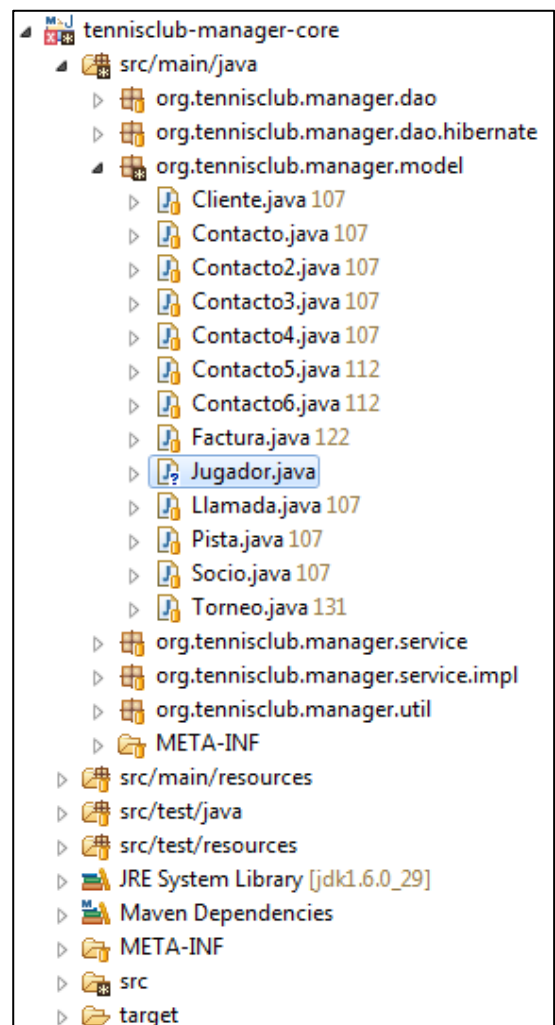 tennisclub-manager-core
src/main/java
org.tennisclub.manager.dao
org.tennisclub.manager.dao.hibernate
org.tennisclub.manager.model
Cliente.java 107
Contacto.java 107
Contacto2.java 107
Contacto3.java 107
Contacto4.java 107
Contacto5.java 112
Contacto6.java 112
Factura.java 122
Jugador.java
Llamada.java 107
Pista.java 107
Socio.java 107
Torneo.java 131
org.tennisclub.manager.service
org.tennisclub.manager.service.impl
org.tennisclub.manager.util
META-INF
src/main/resources
src/test/java
src/test/resources
JRE System Library [jdk1.6.0_29]
Maven Dependencies
META-INF
src
target